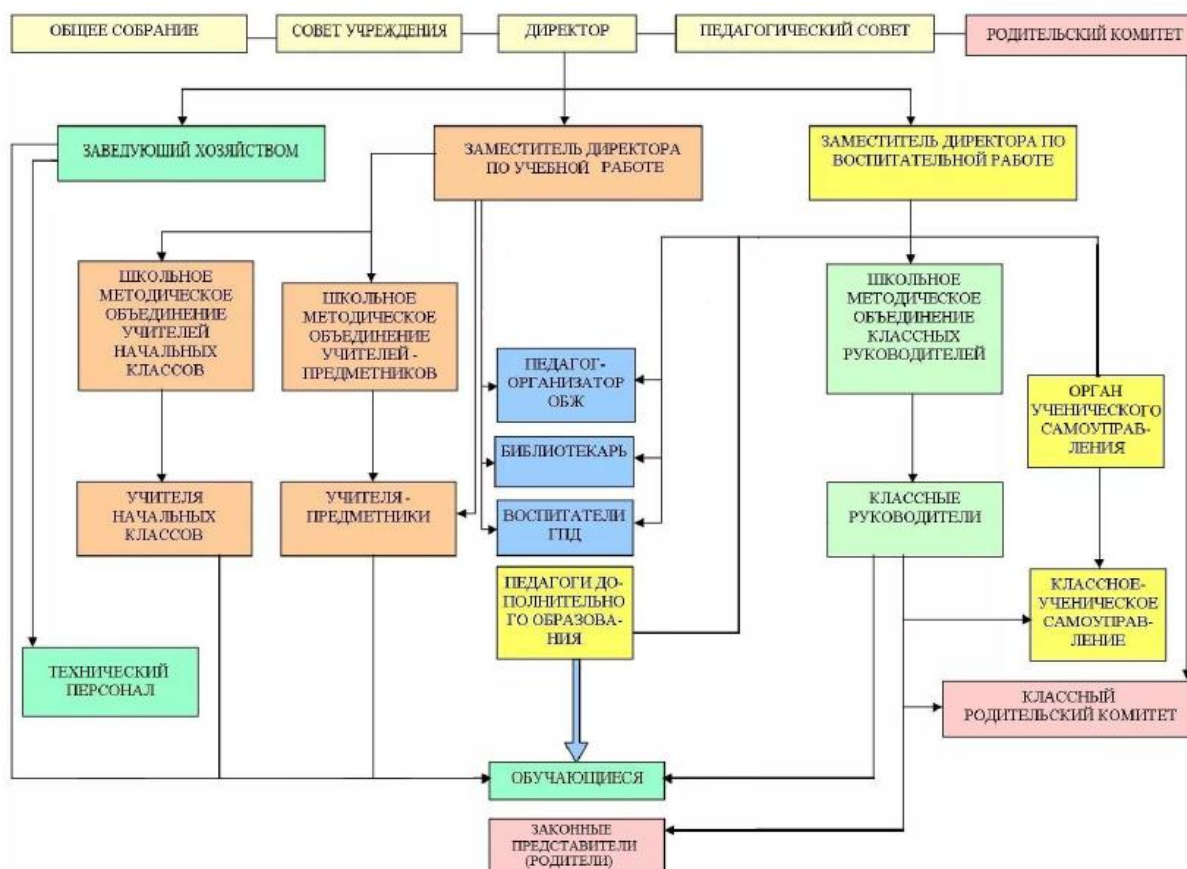 ОБЩЕЕ СОБРАНИЕ
СОВЕТ УЧРЕЖДЕНИЯ
ДИРЕКТОР
ПЕДАГОГИЧЕСКИЙ СОВЕТ
РОДИТЕЛЬСКИЙ КОМИТЕТ
ЗАВЕДУЮЩИЙ ХОЗЯЙСТВОМ
ЗАМЕСТИТЕЛЬ ДИРЕКТОРА
ПО УЧЕБНОЙ РАБОТЕ
ЗАМЕСТИТЕЛЬ ДИРЕКТОРА ПО
ВОСПИТАТЕЛЬНОЙ РАБОТЕ
ШКОЛЬНОЕ
МЕТОДИЧЕСКОЕ
ОБЪЕДИНЕНИЕ
УЧИТЕЛЕЙ
НАЧАЛЬНЫХ
КЛАССОВ
ШКОЛЬНОЕ
МЕТОДИЧЕСКОЕ
ОБЪЕДИНЕНИЕ
УЧИТЕЛЕЙ -
ПРЕДМЕТНИКОВ
ШКОЛЬНОЕ
МЕТОДИЧЕСКОЕ
ОБЪЕДИНЕНИЕ
КЛАССНЫХ
РУКОВОДИТЕЛЕЙ
ПЕДАГОГ-
ОРГАНИЗАТОР
ОБЖ
ОРГАН
УЧЕНИЧЕСКОГО
САМОУПРАВ-
ЛЕНИЯ
БИБЛИОТЕКАРЬ
УЧИТЕЛЯ
НАЧАЛЬНЫХ
КЛАССОВ
УЧИТЕЛЯ -
ПРЕДМЕТНИКИ
ВОСПИТАТЕЛИ
ГПД
КЛАССНЫЕ
РУКОВОДИТЕЛИ
ПЕДАГОГИ ДО-
ПОЛНИТЕЛЬНО
ГО ОБРАЗОВА-
НИЯ
КЛАССНОЕ-
УЧЕНИЧЕСКОЕ
САМОУПРАВ-
ЛЕНИЕ
ТЕХНИЧЕСКИЙ
ПЕРСОНАЛ
КЛАССНЫЙ
РОДИТЕЛЬСКИЙ КОМИТЕТ
ОБУЧАЮЩИЕСЯ
ЗАКОННЫЕ
ПРЕДСТАВИТЕЛИ
(РОДИТЕЛИ)